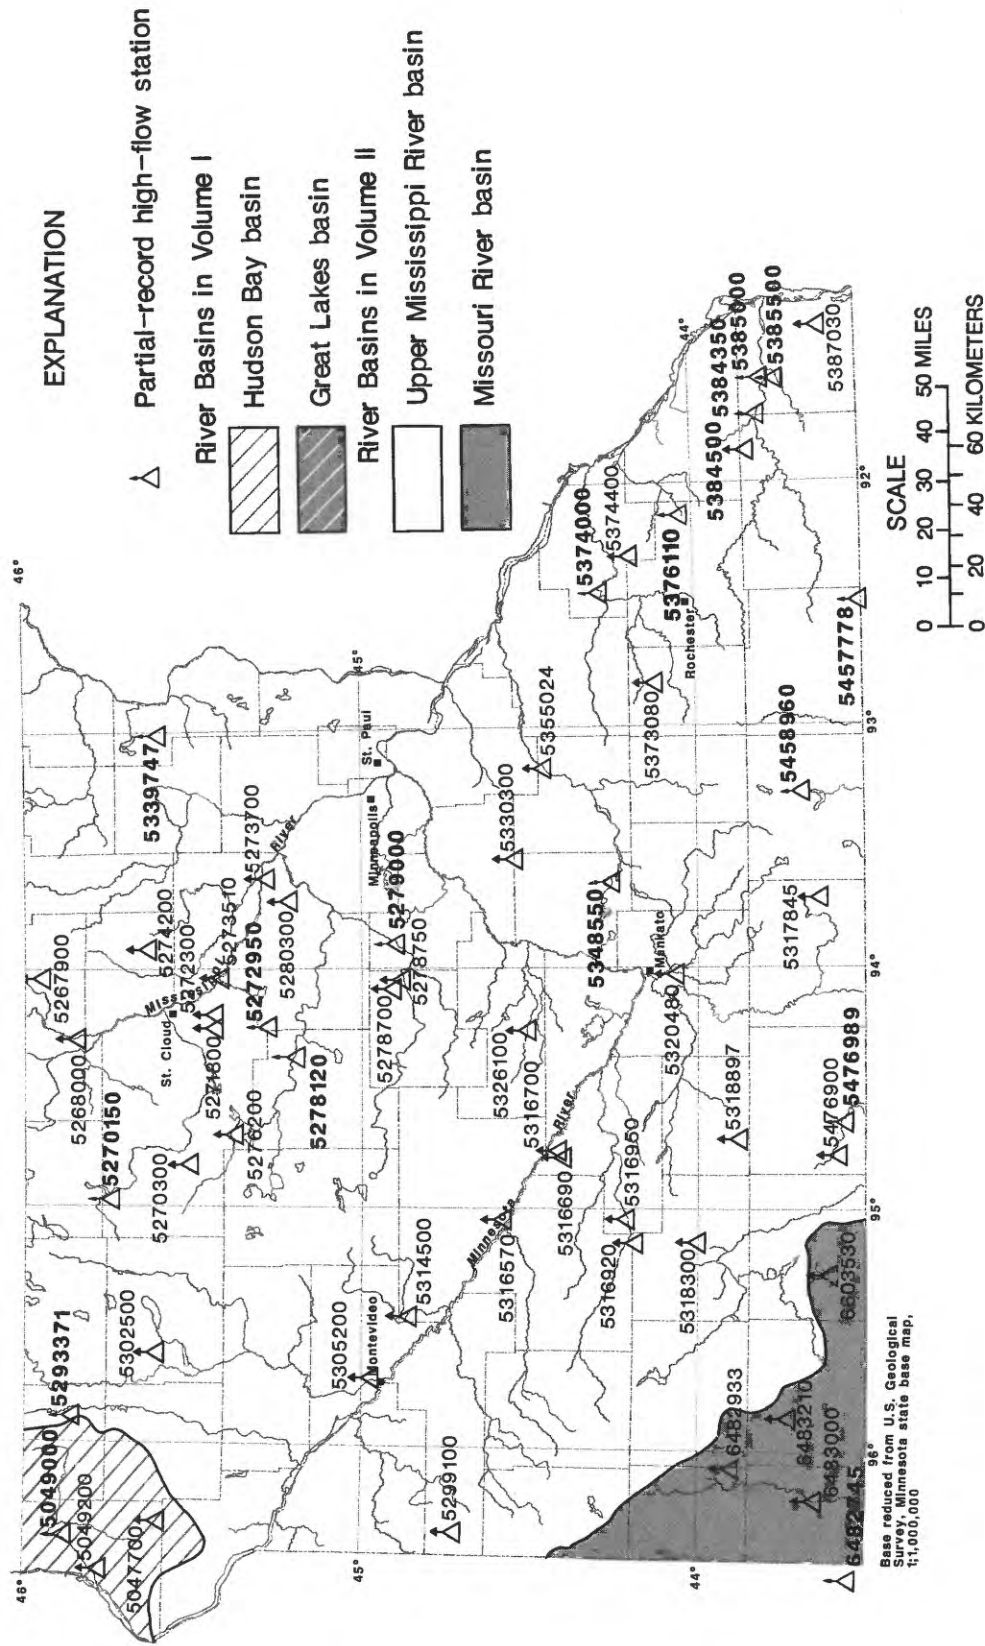 EXPLANATION
Partial-record high-flow station
River Basins in Volume I
Hudson Bay basin
Great Lakes basin
River Basins in Volume II
Upper Mississippi River basin
Missouri River basin
46°
46°
5049000
5293371
5049200
5047700
5302500
5270150
5268000
5267900
5270300
St. Cloud
Mississippi
5274200
5339747
5271800
5272300
5273510
5273700
River
5276200
5272950
5280300
5278120
45°
45°
5305200
Montevideo
5314500
5278700
5278750
5279000
Minneapolis
St. Paul
5299100
Minnesota
River
5316570
5316690
5316700
5326100
5330300
5355024
5348550
5316920
5316950
5318300
5318897
5320480
Mankato
5373080
5374000
5374400
5376110
Rochester
44°
44°
6482933
6483210
6483000
6482745
6603530
5476900
5476989
5317845
5458960
5457778
5384500
5384350
5385000
5385500
5387030
96°
95°
94°
93°
92°
SCALE
0 10 20 30 40 50 MILES
0 20 40 60 KILOMETERS
Base reduced from U.S. Geological
Survey, Minnesota state base map,
1:1,000,000